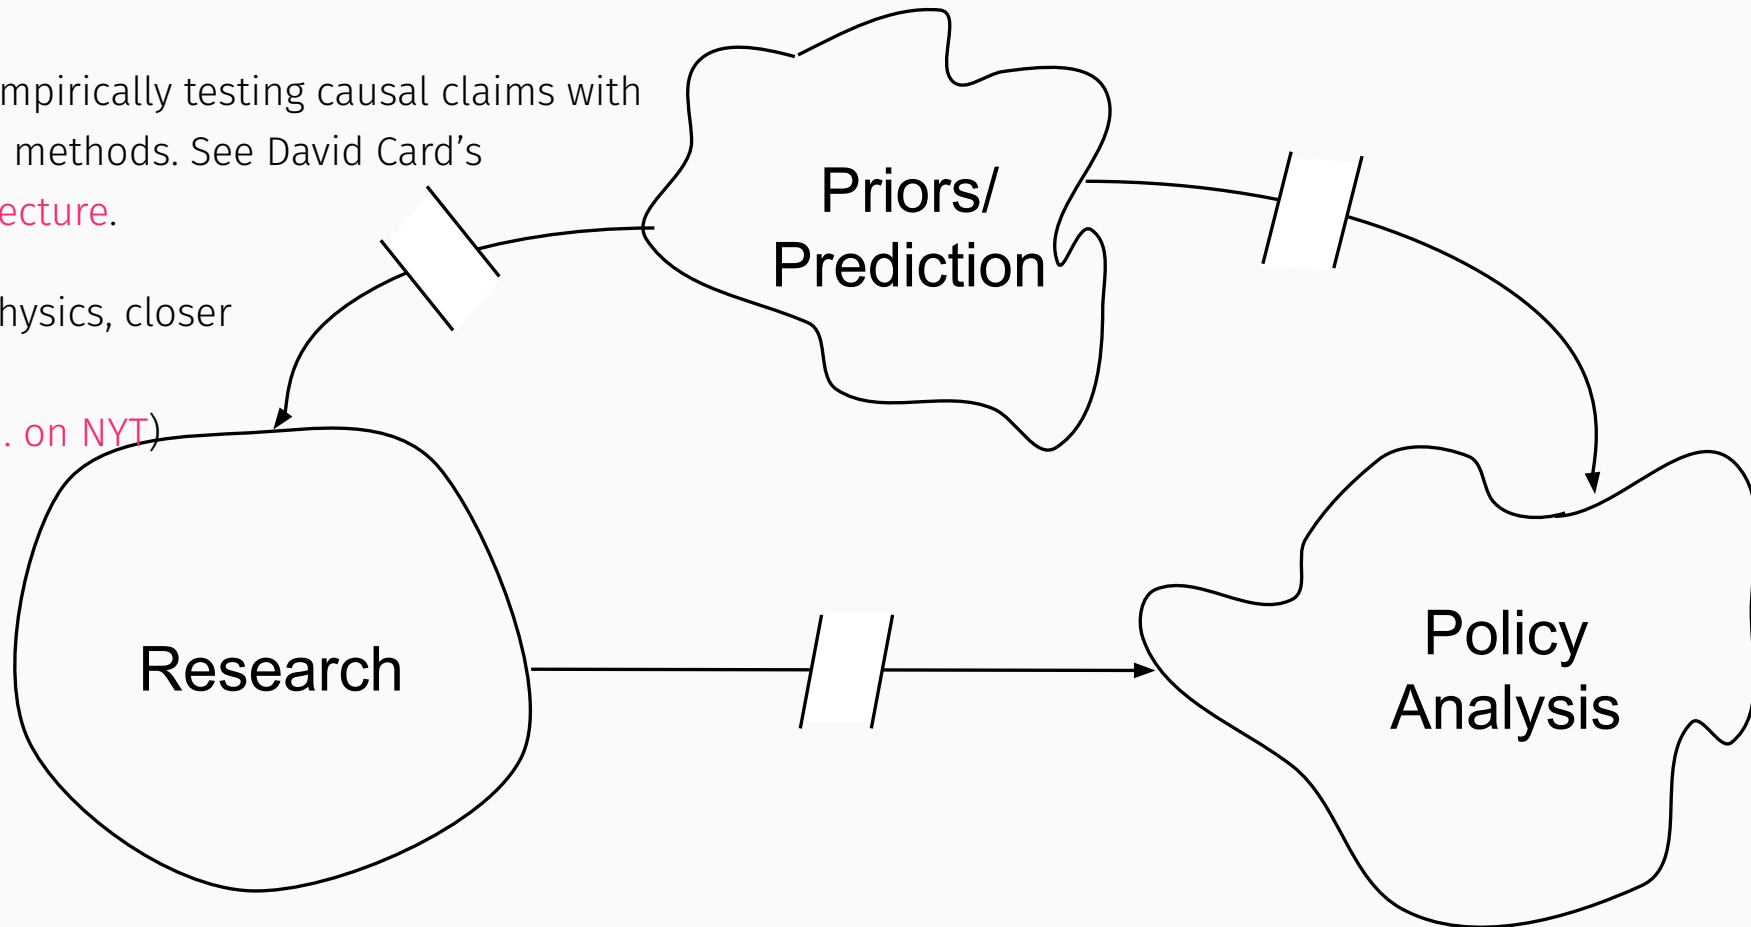 mpirically testing causal claims with
methods. See David Card’s
ecture.
hysics, closer
. on NYT)
Priors/
Prediction
Research
Policy
Analysis